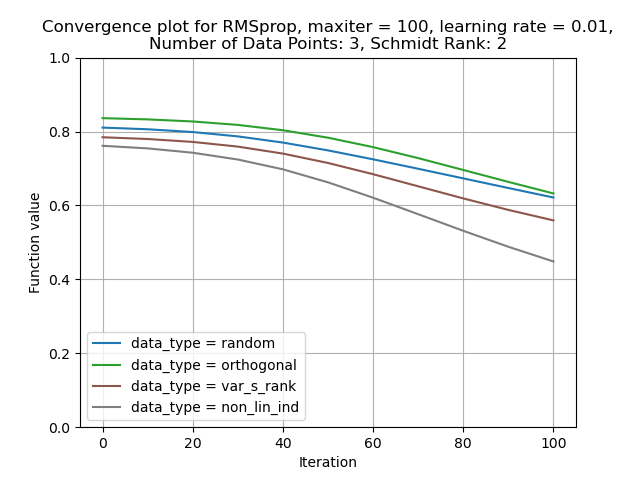 Convergence plot for RMSprop, maxiter = 100, learning rate = 0.01,
Number of Data Points: 3, Schmidt Rank: 2
1.0
0.8
0.6
0.4
0.2
0.0
Function value
data_type = random
data_type = orthogonal
data_type = var_s_rank
data_type = non_lin_ind
0 20 40 60 80 100
Iteration